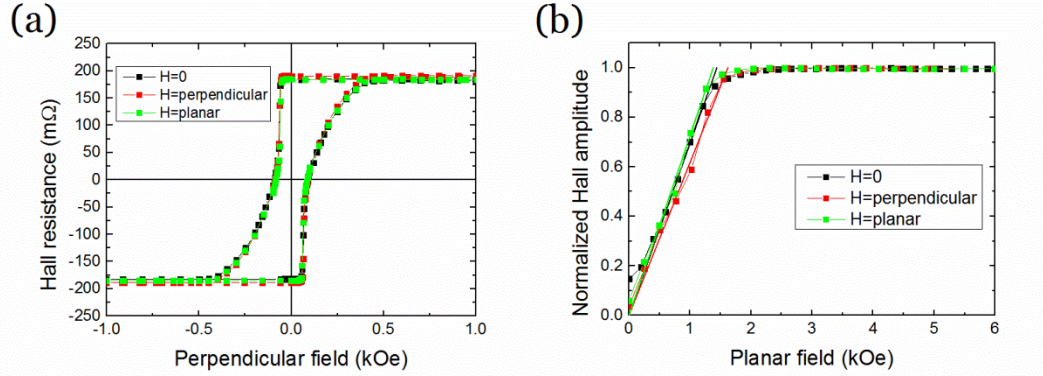 (a)
250
200
150
100
50
0
-50
-100
-150
-200
-250
Hall resistance (mΩ)
H=0
H=perpendicular
H=planar
-1.0 -0.5 0.0 0.5 1.0
Perpendicular field (kOe)
(b)
1.0
0.8
0.6
0.4
0.2
0.0
Normalized Hall amplitude
H=0
H=perpendicular
H=planar
0 1 2 3 4 5 6
Planar field (kOe)